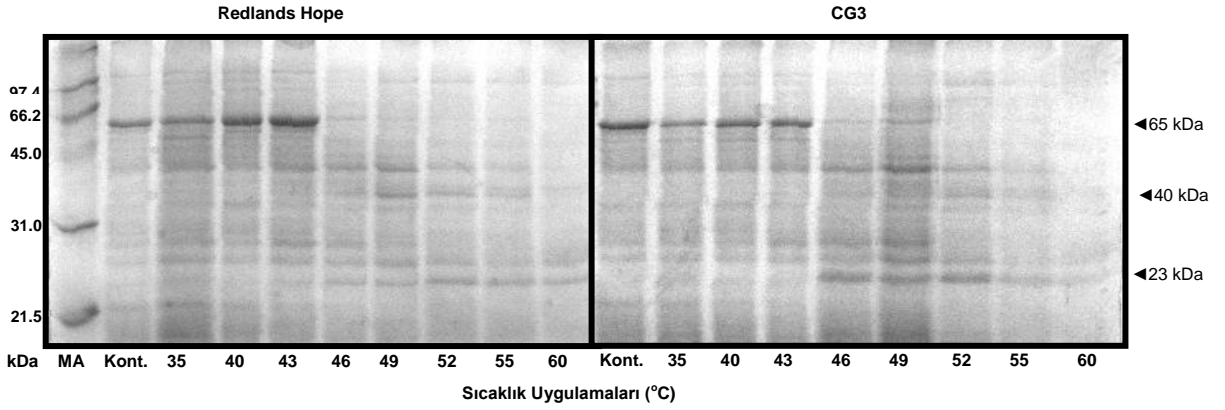 Redlands Hope CG3
97.4
66.2
65 kDa
45.0
40 kDa
31.0
23 kDa
21.5
kDa MA Kont. 35 40 43 46 49 52 55 60 Kont. 35 40 43 46 49 52 55 60
Sıcaklık Uygulamaları (°C)